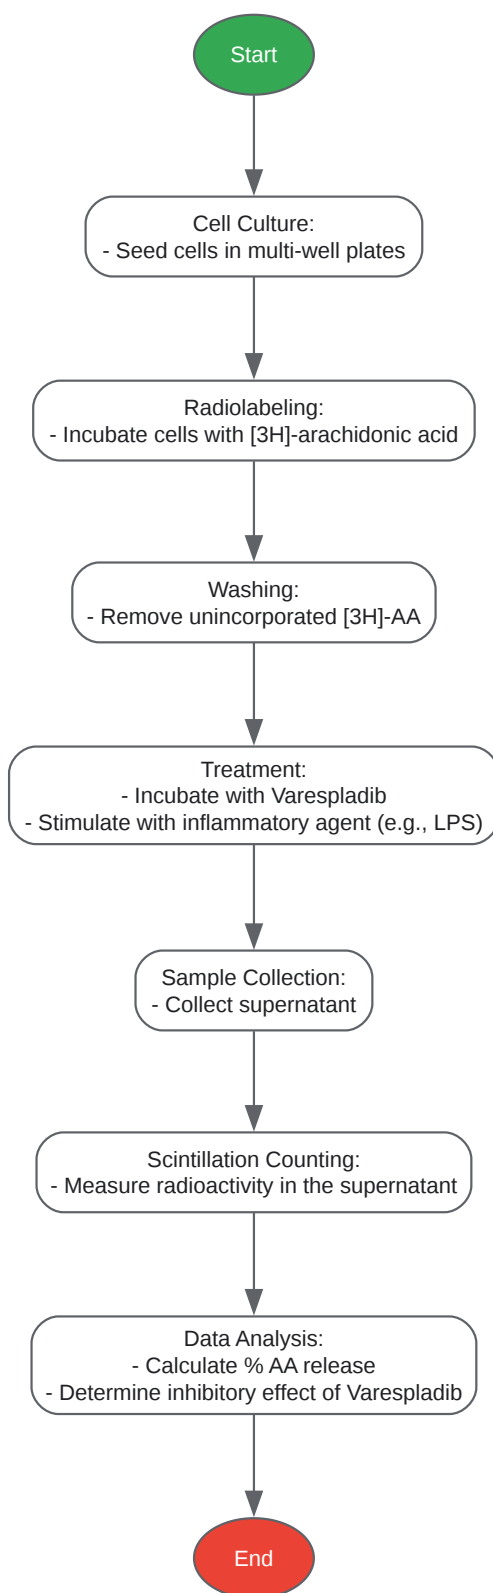 Start
Cell Culture:
- Seed cells in multi-well plates
Radiolabeling:
- Incubate cells with [3H]-arachidonic acid
Washing:
- Remove unincorporated [3H]-AA
Treatment:
- Incubate with Varespladib
- Stimulate with inflammatory agent (e.g., LPS)
Sample Collection:
- Collect supernatant
Scintillation Counting:
- Measure radioactivity in the supernatant
Data Analysis:
- Calculate % AA release
- Determine inhibitory effect of Varespladib
End